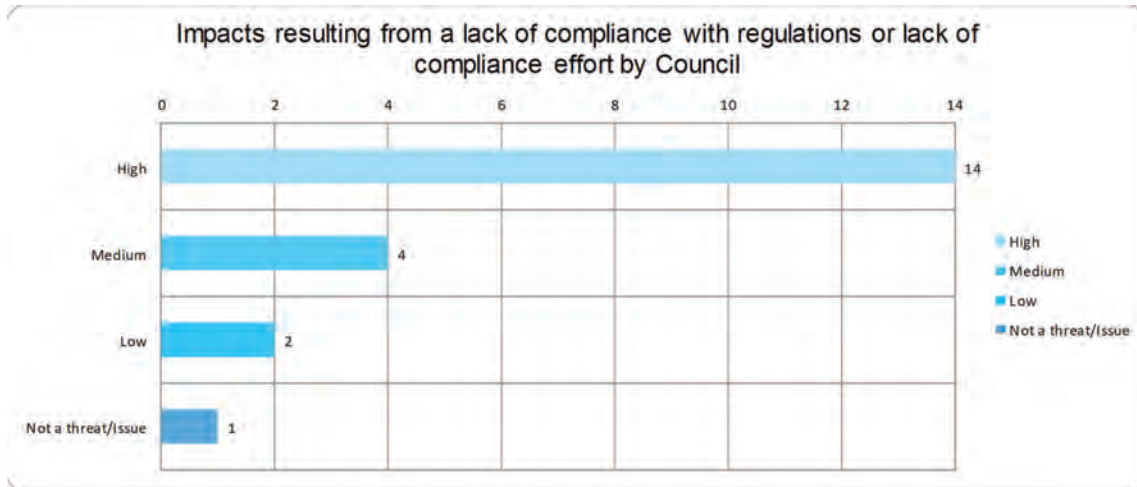 Impacts resulting from a lack of compliance with regulations or lack of
compliance effort by Council
0 2 4 6 8 10 12 14
High 14
Medium 4
Low 2
Not a threat/Issue 1
High
Medium
Low
Not a threat/Issue